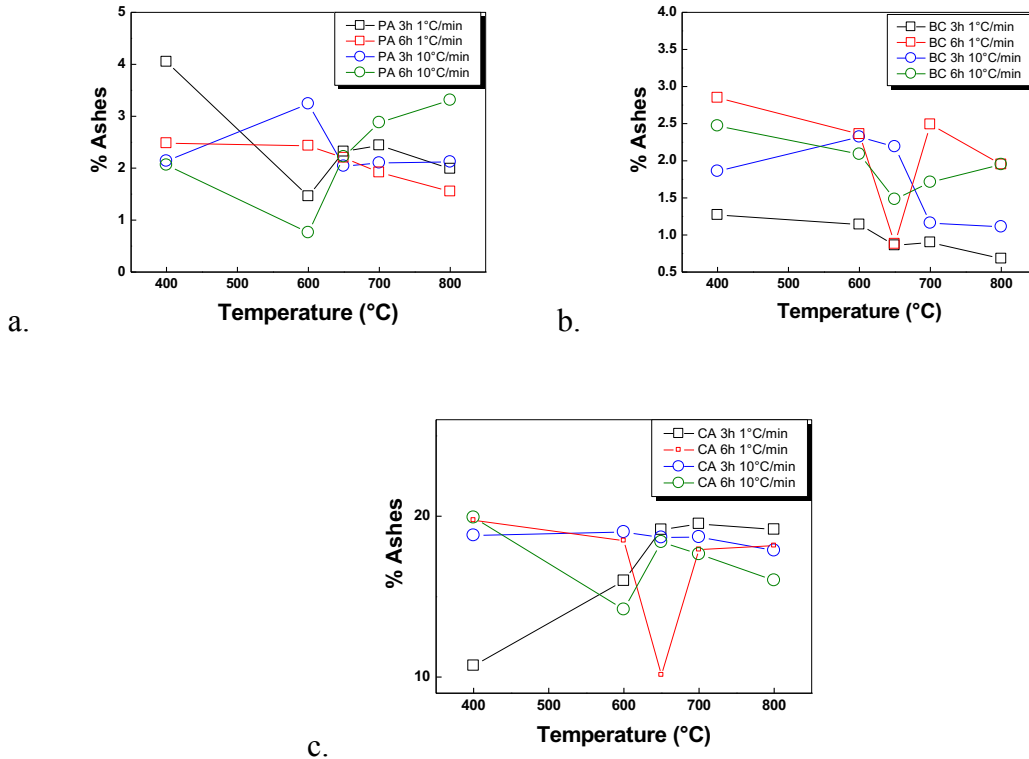 PA 3h 1°C/min
PA 6h 1°C/min
PA 3h 10°C/min
PA 6h 10°C/min
5
4
3
2
1
0
% Ashes
400 500 600 700 800
Temperature (°C)
a.
BC 3h 1°C/min
BC 6h 1°C/min
BC 3h 10°C/min
BC 6h 10°C/min
4.0
3.5
3.0
2.5
2.0
1.5
1.0
0.5
% Ashes
400 500 600 700 800
Temperature (°C)
b.
CA 3h 1°C/min
CA 6h 1°C/min
CA 3h 10°C/min
CA 6h 10°C/min
20
10
% Ashes
400 500 600 700 800
Temperature (°C)
c.